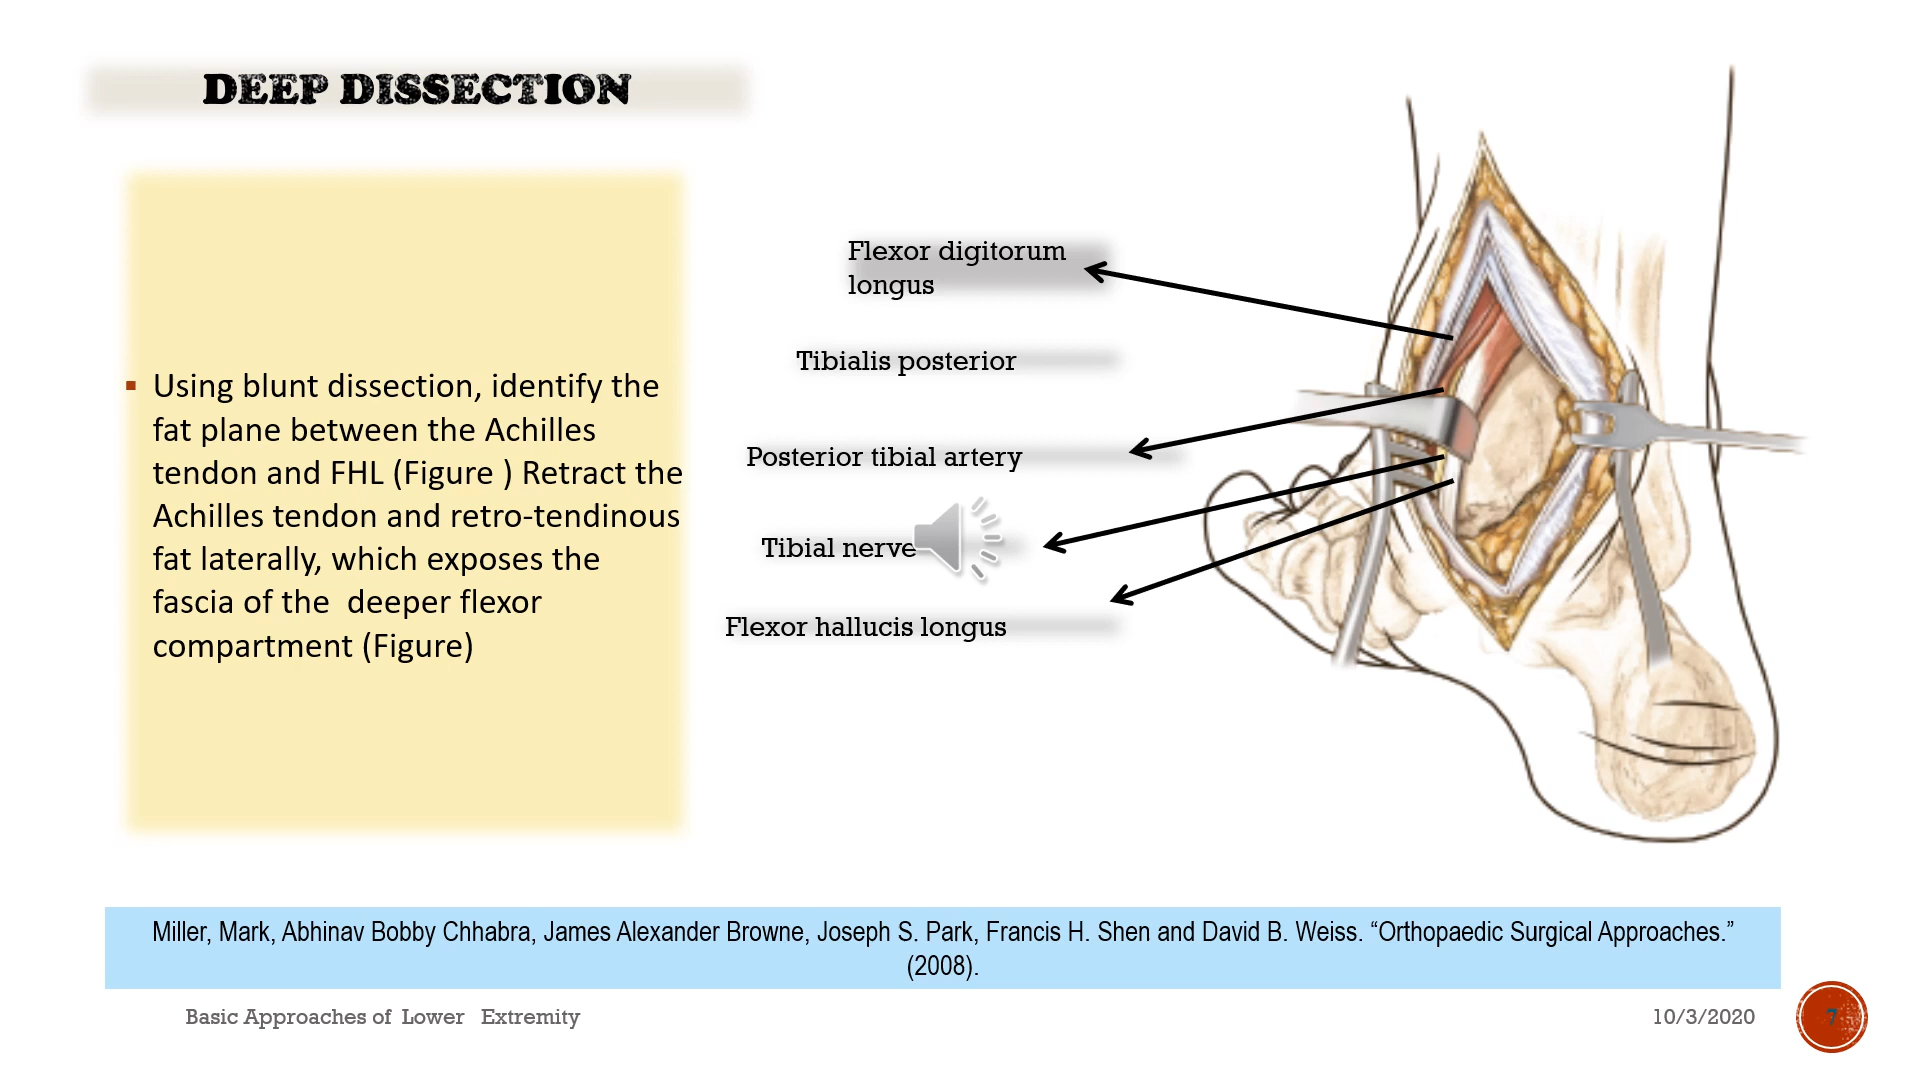 DEEP DISSECTION
Using blunt dissection, identify the
fat plane between the Achilles
tendon and FHL (Figure ) Retract the
Achilles tendon and retro-tendinous
fat laterally, which exposes the
fascia of the  deeper flexor
compartment (Figure)
Flexor digitorum
longus
Tibialis posterior
Posterior tibial artery
Tibial nerve
Flexor hallucis longus
Miller, Mark, Abhinav Bobby Chhabra, James Alexander Browne, Joseph S. Park, Francis H. Shen and David B. Weiss. “Orthopaedic Surgical Approaches.”
(2008).
Basic Approaches of  Lower   Extremity
10/3/2020
7